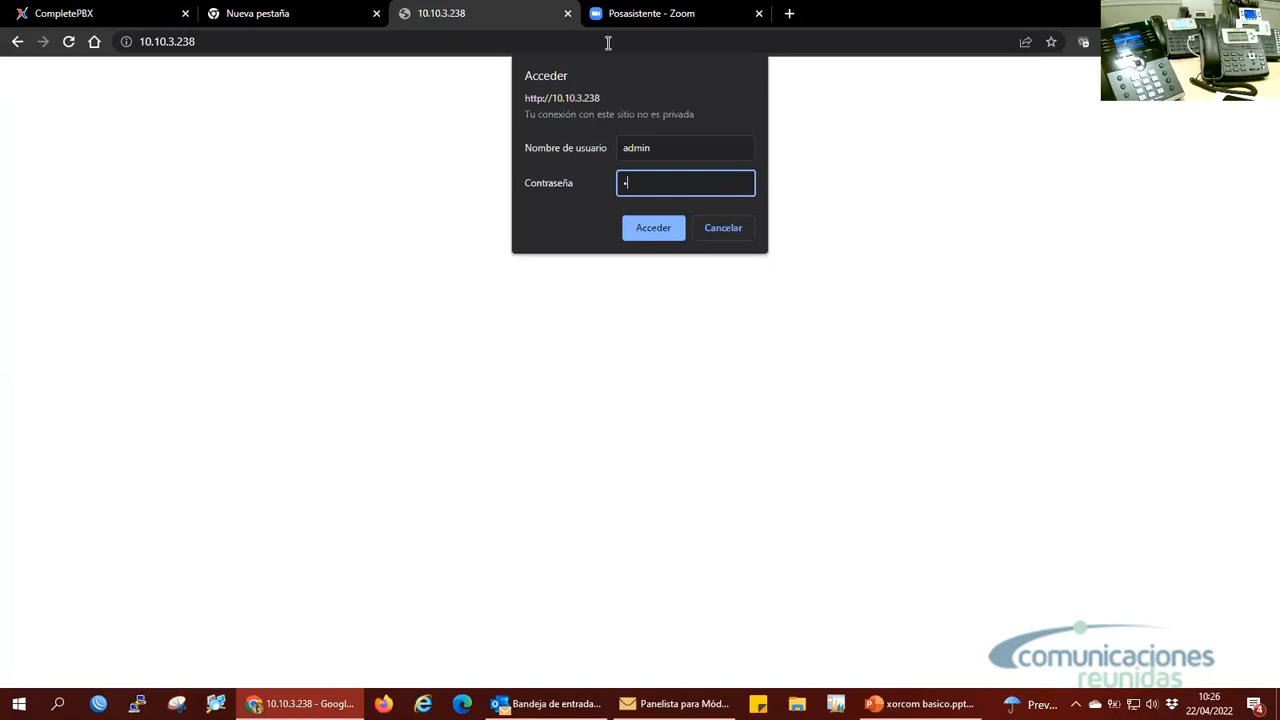 CompletePBX
Nueva pestaña
10.10.3.238
Posasistente - Zoom
10.10.3.238
Acceder
http://10.10.3.238
Tu conexión con este sitio no es privada
Nombre de usuario
admin
Contraseña
Acceder
Cancelar
comunicaciones
reunidas
10.10.3.238 - Googl...
Bandeja de entrada...
Panelista para Mód...
xorcom basico.ppt...
Prev...
10:26
22/04/2022
4